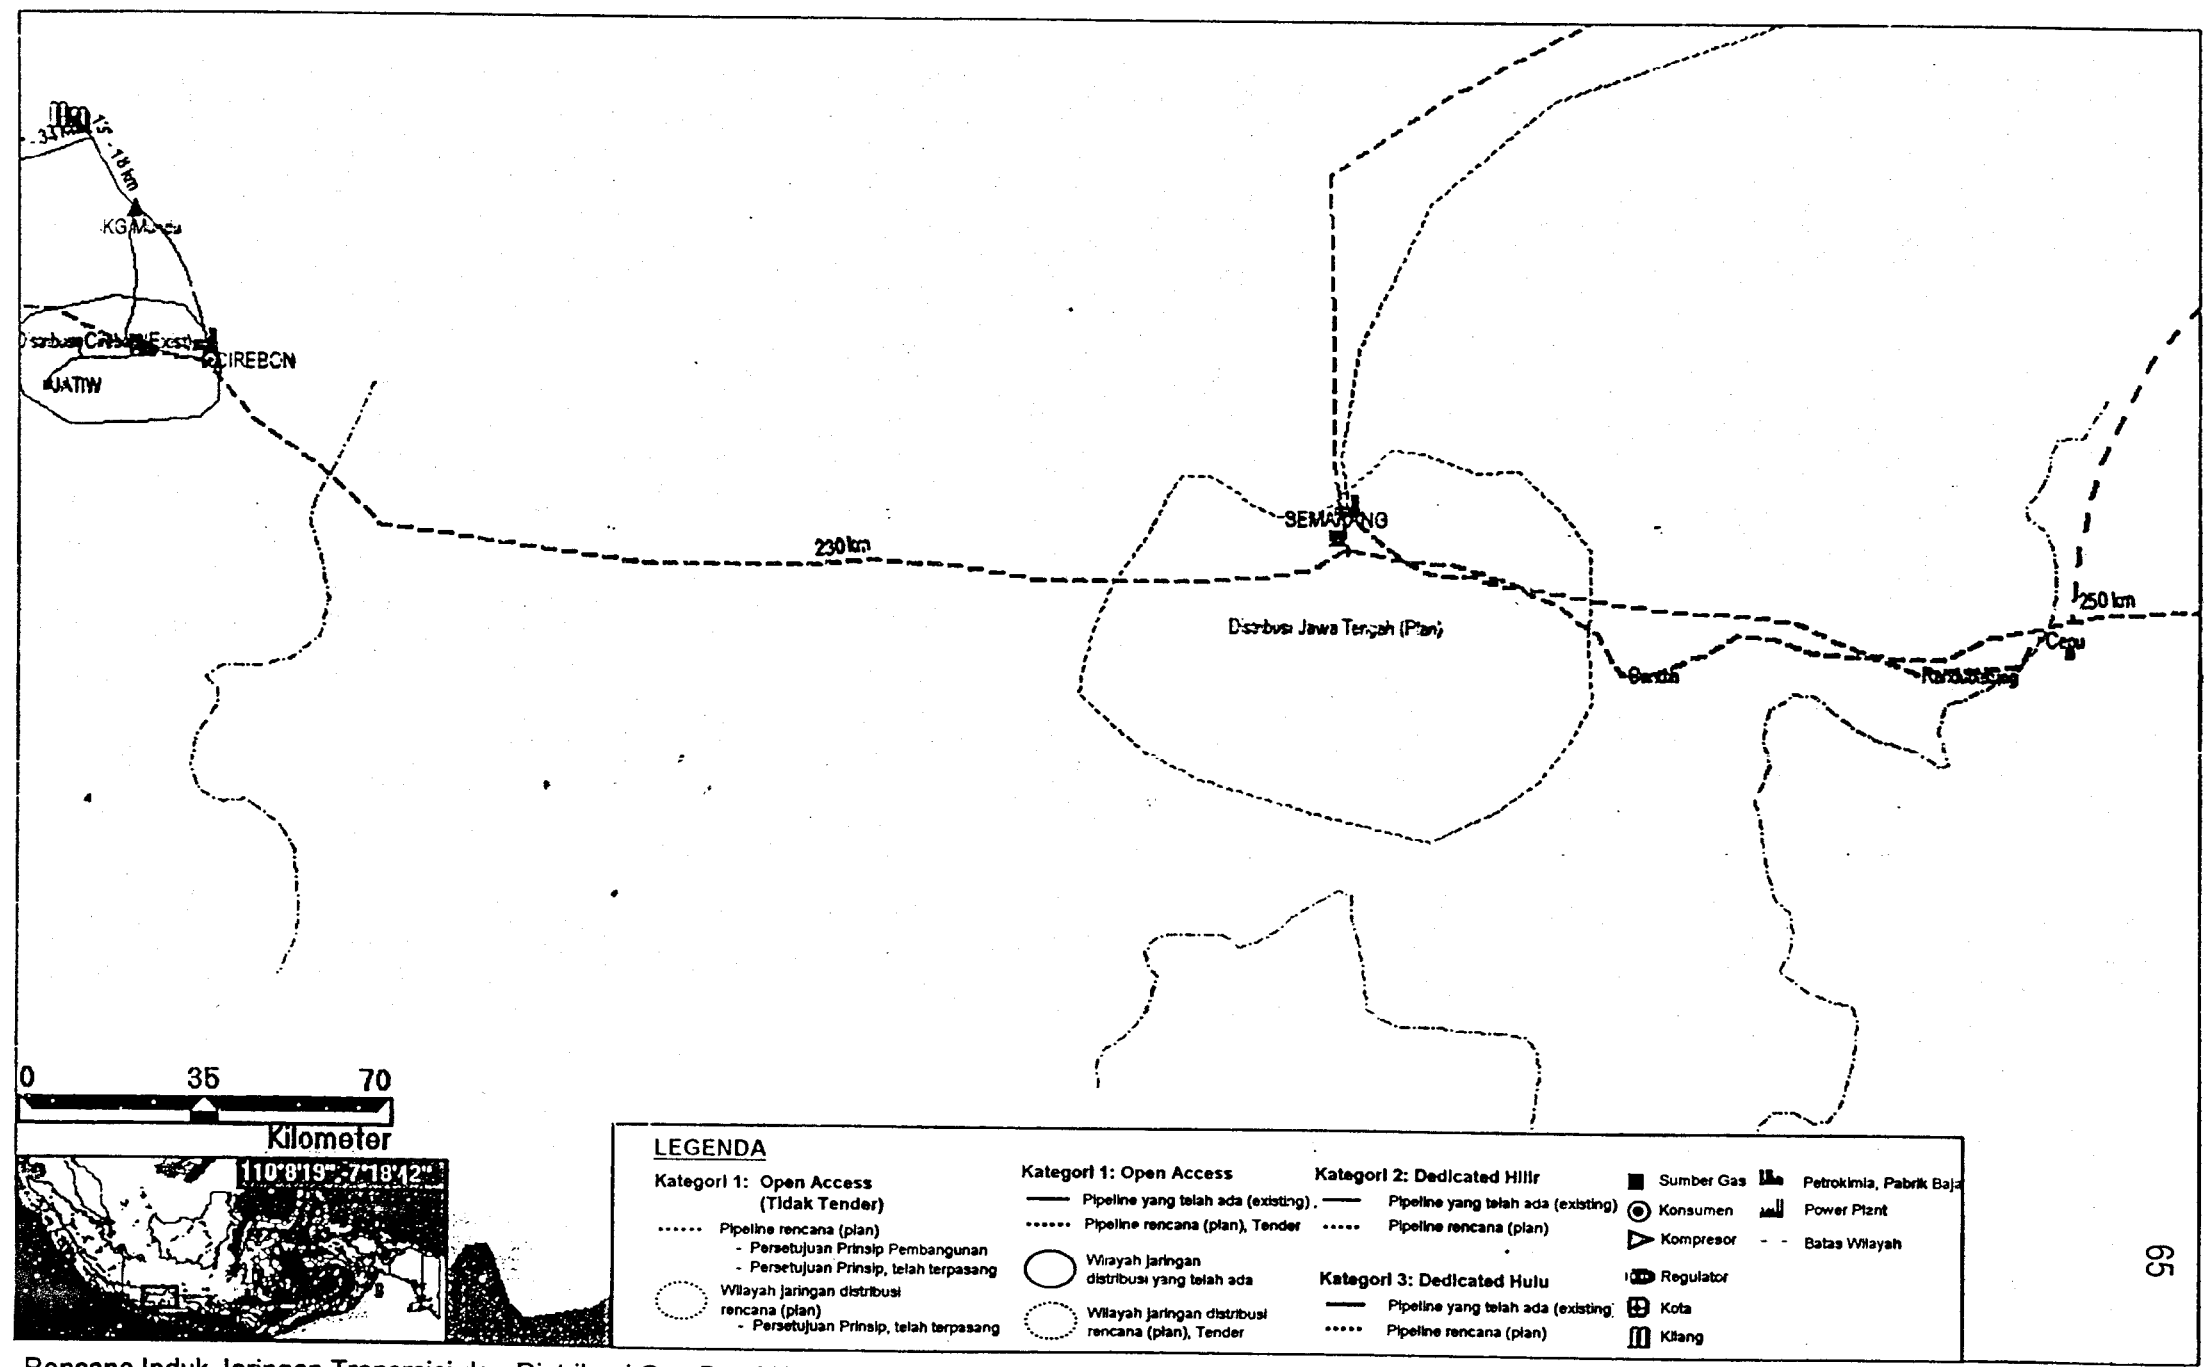 18 km
CIREBON
230 km
SEMARANG
Distribusi Jawa Tengah (Plan)
250 km
Cepu
0 35 70
Kilometer
110°8'19" -7°18'42"
LEGENDA
Kategori 1: Open Access
(Tidak Tender)
Pipeline rencana (plan)
- Persetujuan Prinsip Pembangunan
- Persetujuan Prinsip, telah terpasang
Wilayah jaringan distribusi
rencana (plan)
- Persetujuan Prinsip, telah terpasang
Kategori 1: Open Access
Pipeline yang telah ada (existing)
Pipeline rencana (plan), Tender
Wirayah jaringan
distribusi yang telah ada
Wilayah jaringan distribusi
rencana (plan), Tender
Kategori 2: Dedicated Hilir
Pipeline yang telah ada (existing)
Pipeline rencana (plan)
Kategori 3: Dedicated Hulu
Pipeline yang telah ada (existing)
Pipeline rencana (plan)
Sumber Gas
Konsumen
Kompresor
Regulator
Kota
Kilang
Petrokimia, Pabrik Baja
Power Plant
Batas Wilayah
65